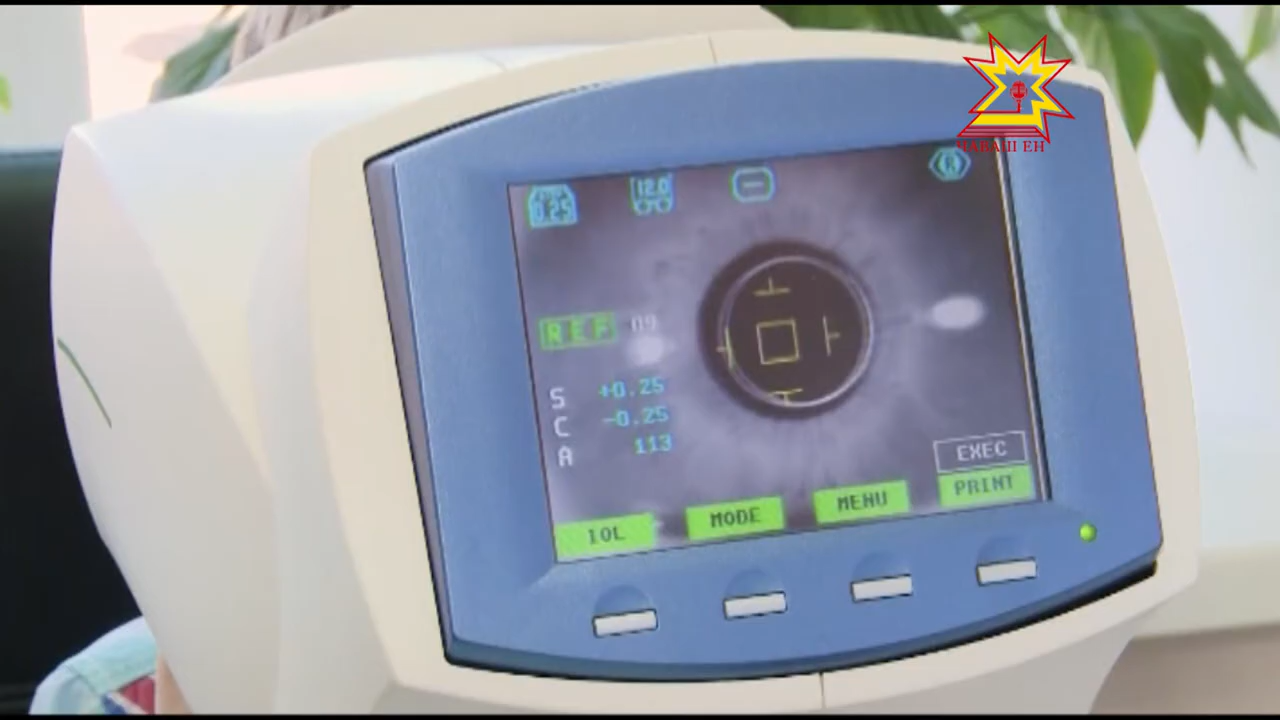 ЧӐВАШ ЕН
0.25
12.0
R
REF 09
S +0.25
C -0.25
A 113
EXEC
IOL MODE MENU PRINT